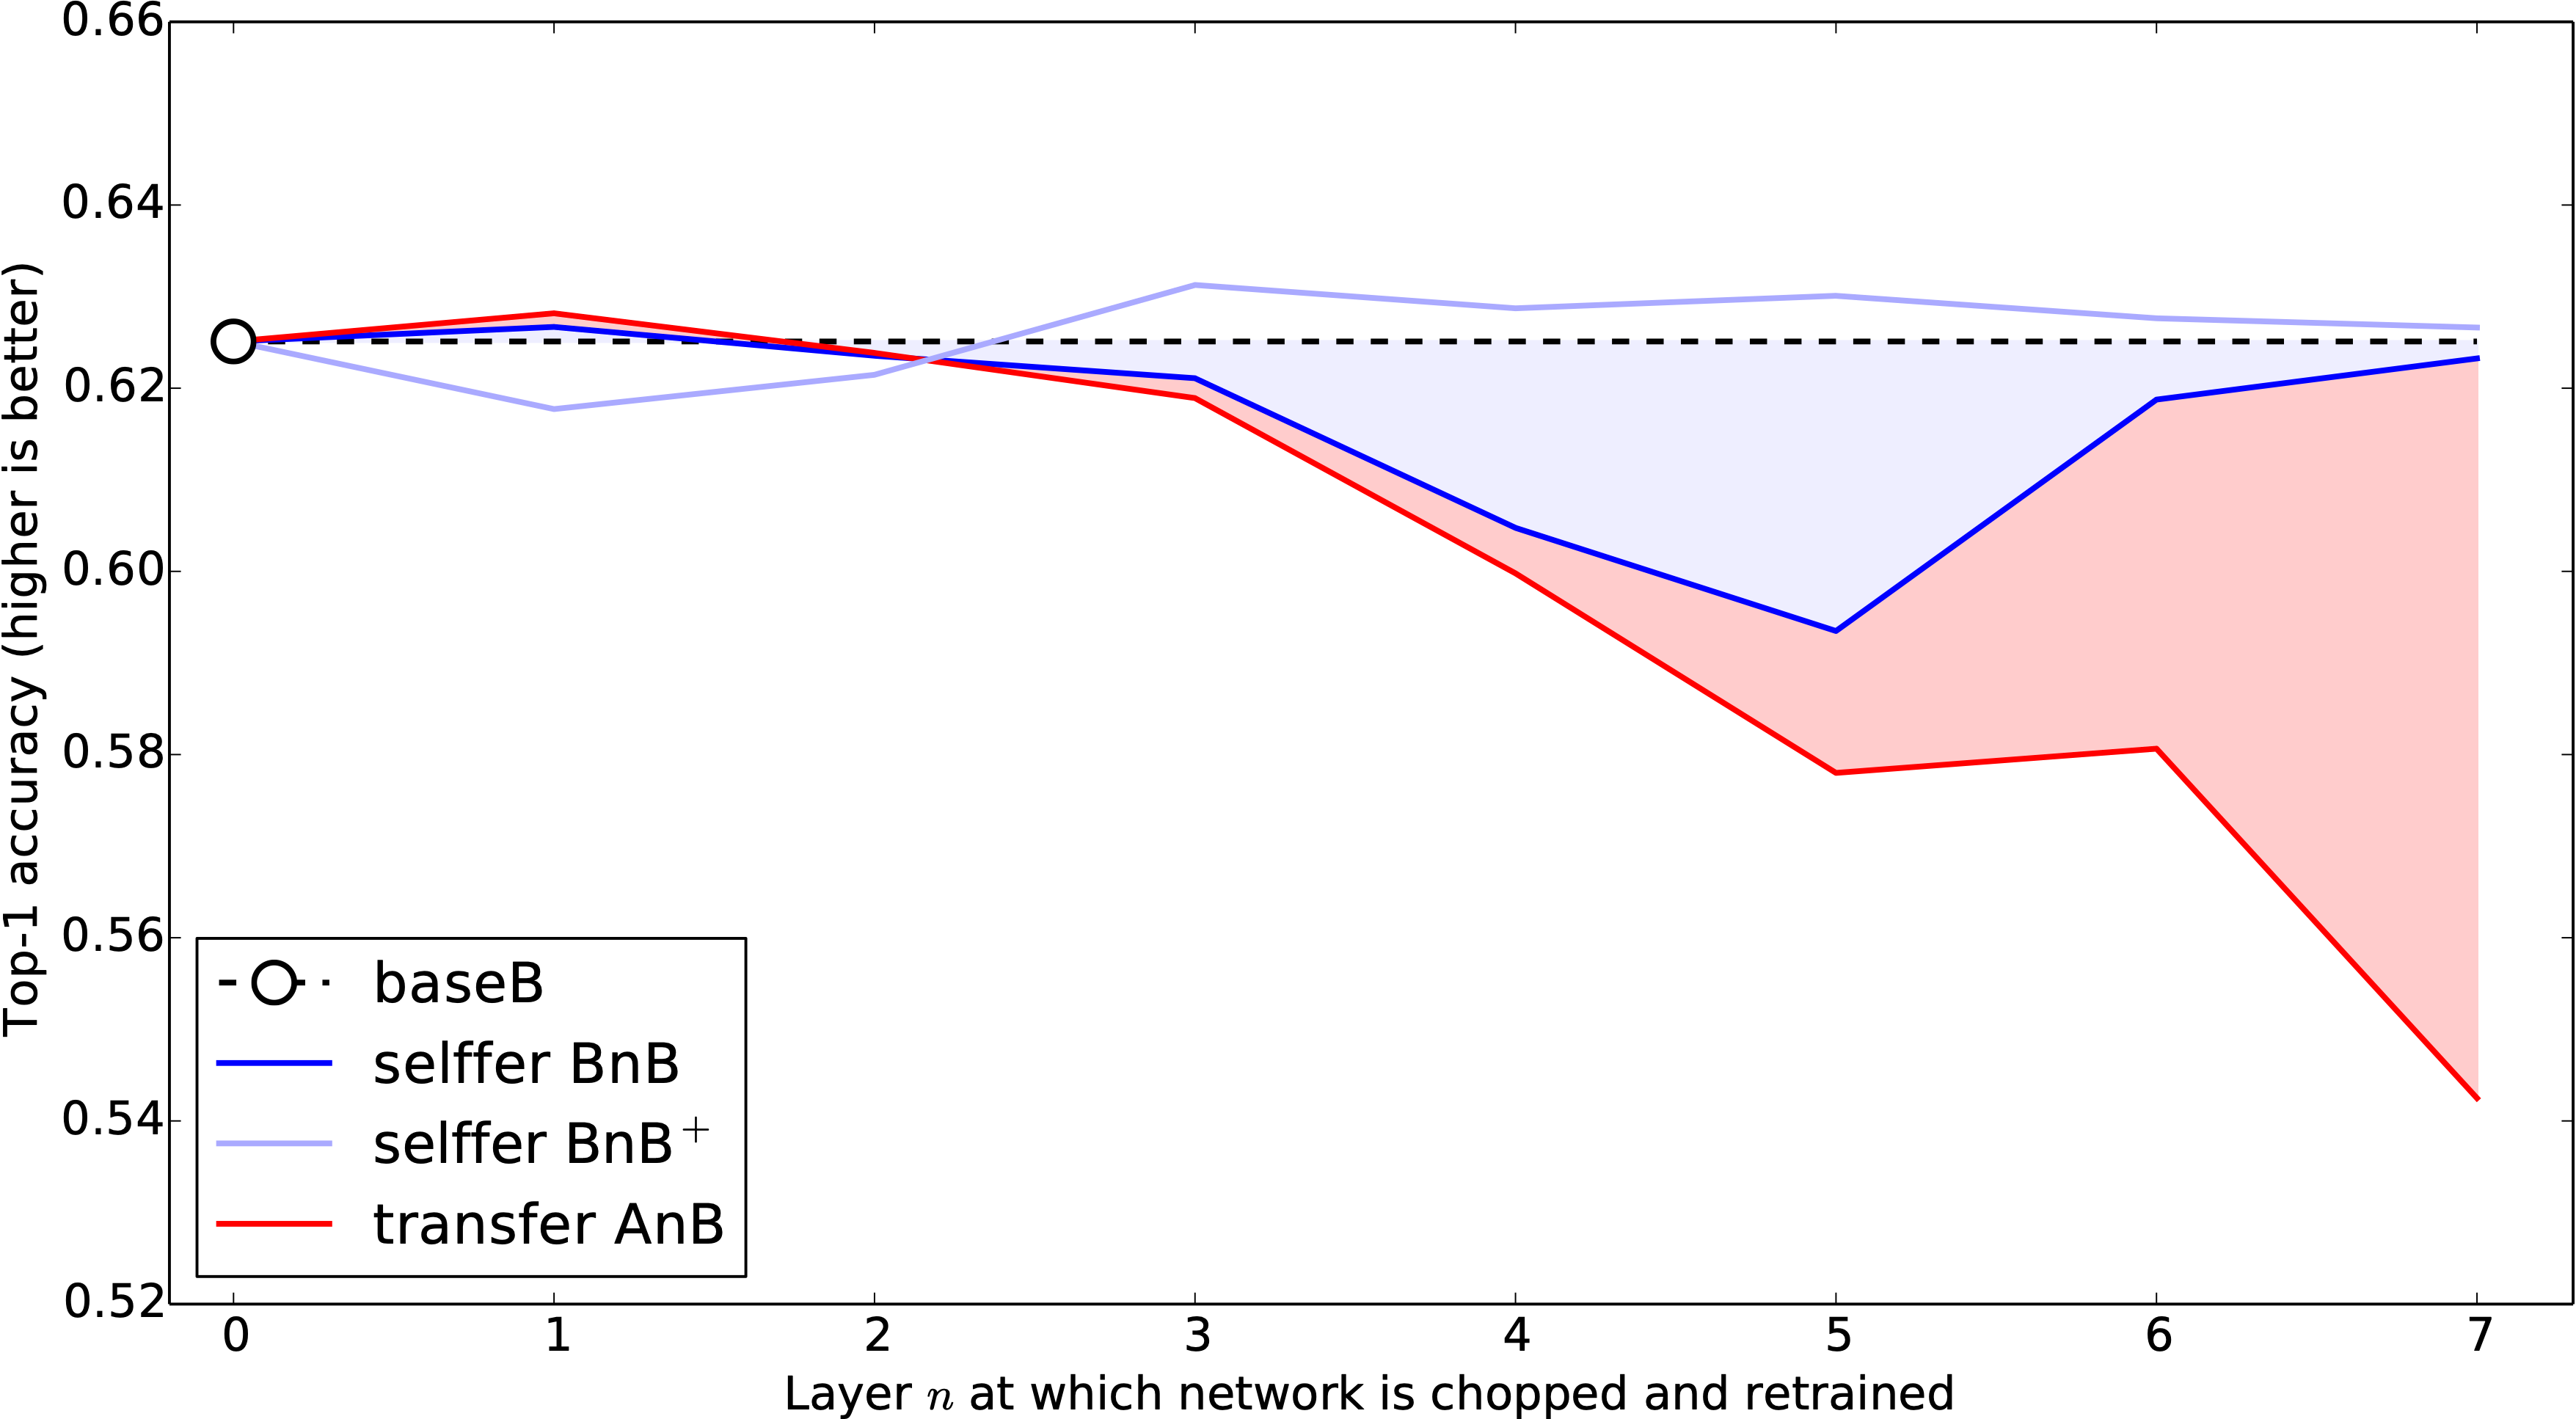 Top-1 accuracy (higher is better)
0.66
0.64
0.62
0.60
0.58
0.56
0.54
0.52
baseB
selffer BnB
selffer BnB⁺
transfer AnB
0 1 2 3 4 5 6 7
Layer n at which network is chopped and retrained